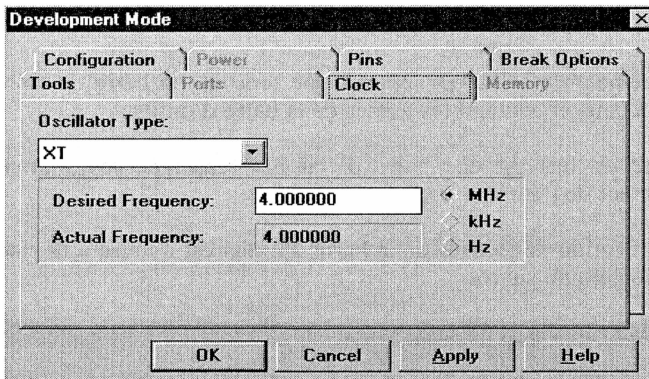 Development Mode
Configuration Power Pins Break Options
Tools Ports Clock Memory
Oscillator Type:
XT
Desired Frequency: 4.000000 MHz
kHz
Actual Frequency: 4.000000 Hz
OK Cancel Apply Help